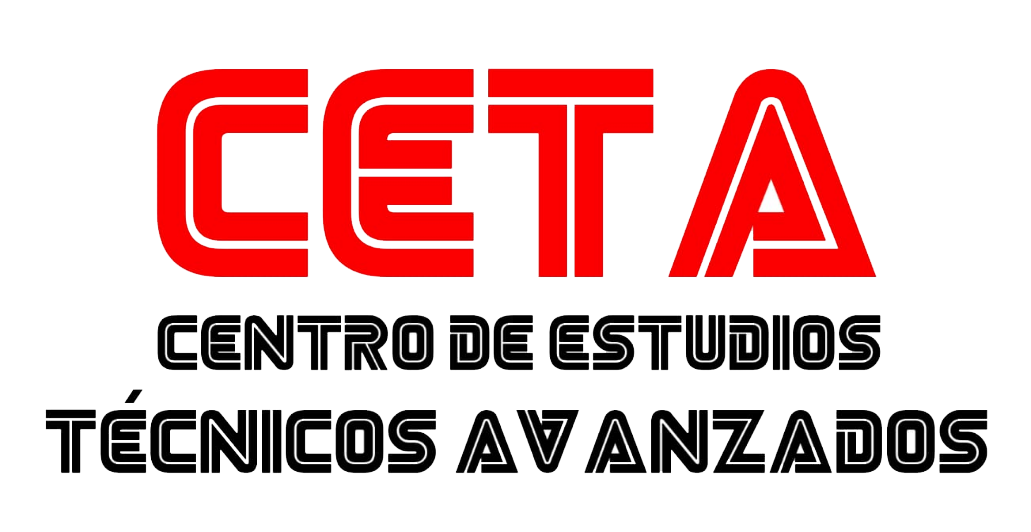 CETA
CENTRO DE ESTUDIOS
TÉCNICOS AVANZADOS